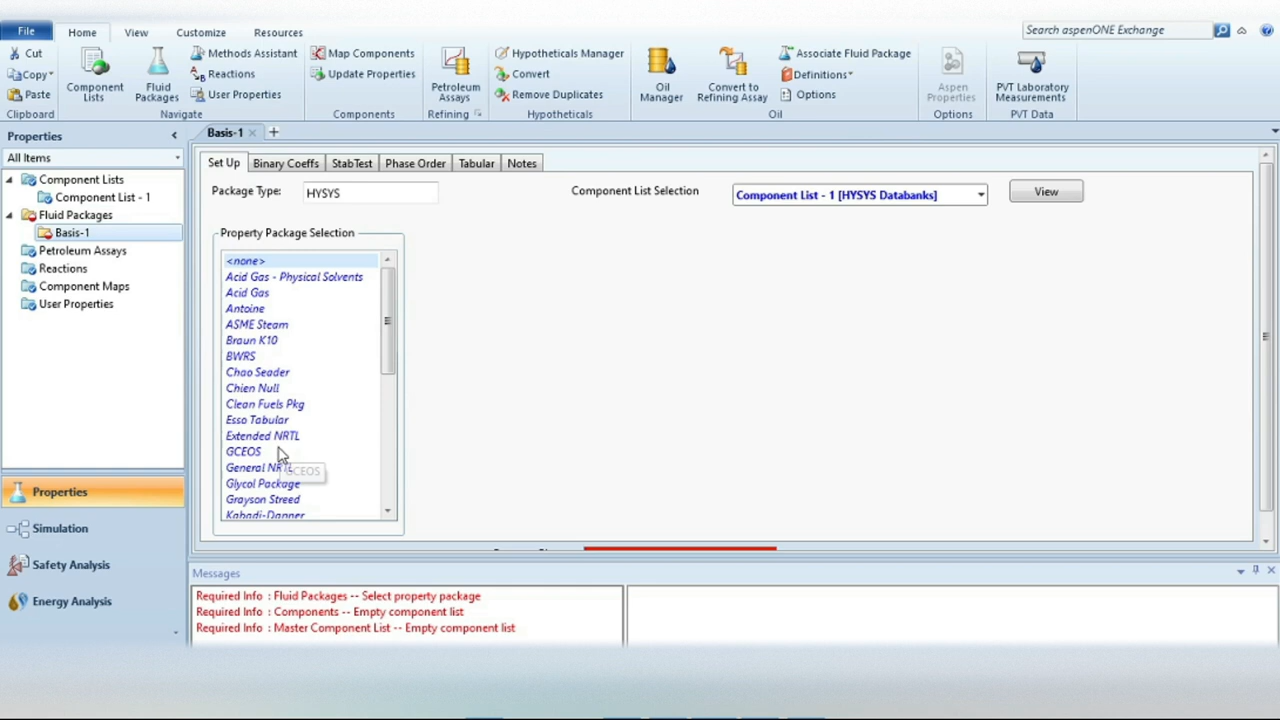 File Home View Customize Resources Search aspenONE Exchange
Cut Methods Assistant Map Components Hypotheticals Manager Associate Fluid Package
Copy Reactions Update Properties Convert Definitions
Paste User Properties Remove Duplicates Options
Component Lists Fluid Packages Petroleum Assays Oil Manager Convert to Refining Assay Aspen Properties PVT Laboratory Measurements
Clipboard Navigate Components Refining Hypotheticals Oil Options PVT Data
Properties
All Items
Component Lists
Component List - 1
Fluid Packages
Basis-1
Petroleum Assays
Reactions
Component Maps
User Properties
Properties
Simulation
Safety Analysis
Energy Analysis
Basis-1
Set Up Binary Coeffs StabTest Phase Order Tabular Notes
Package Type: HYSYS Component List Selection Component List - 1 [HYSYS Databanks] View
Property Package Selection
<none>
Acid Gas - Physical Solvents
Acid Gas
Antoine
ASME Steam
Braun K10
BWRS
Chao Seader
Chien Null
Clean Fuels Pkg
Esso Tabular
Extended NRTL
GCEOS
General NRTL
GCEOS
Glycol Package
Grayson Streed
Kabadi-Danner
Messages
Required Info : Fluid Packages -- Select property package
Required Info : Components -- Empty component list
Required Info : Master Component List -- Empty component list